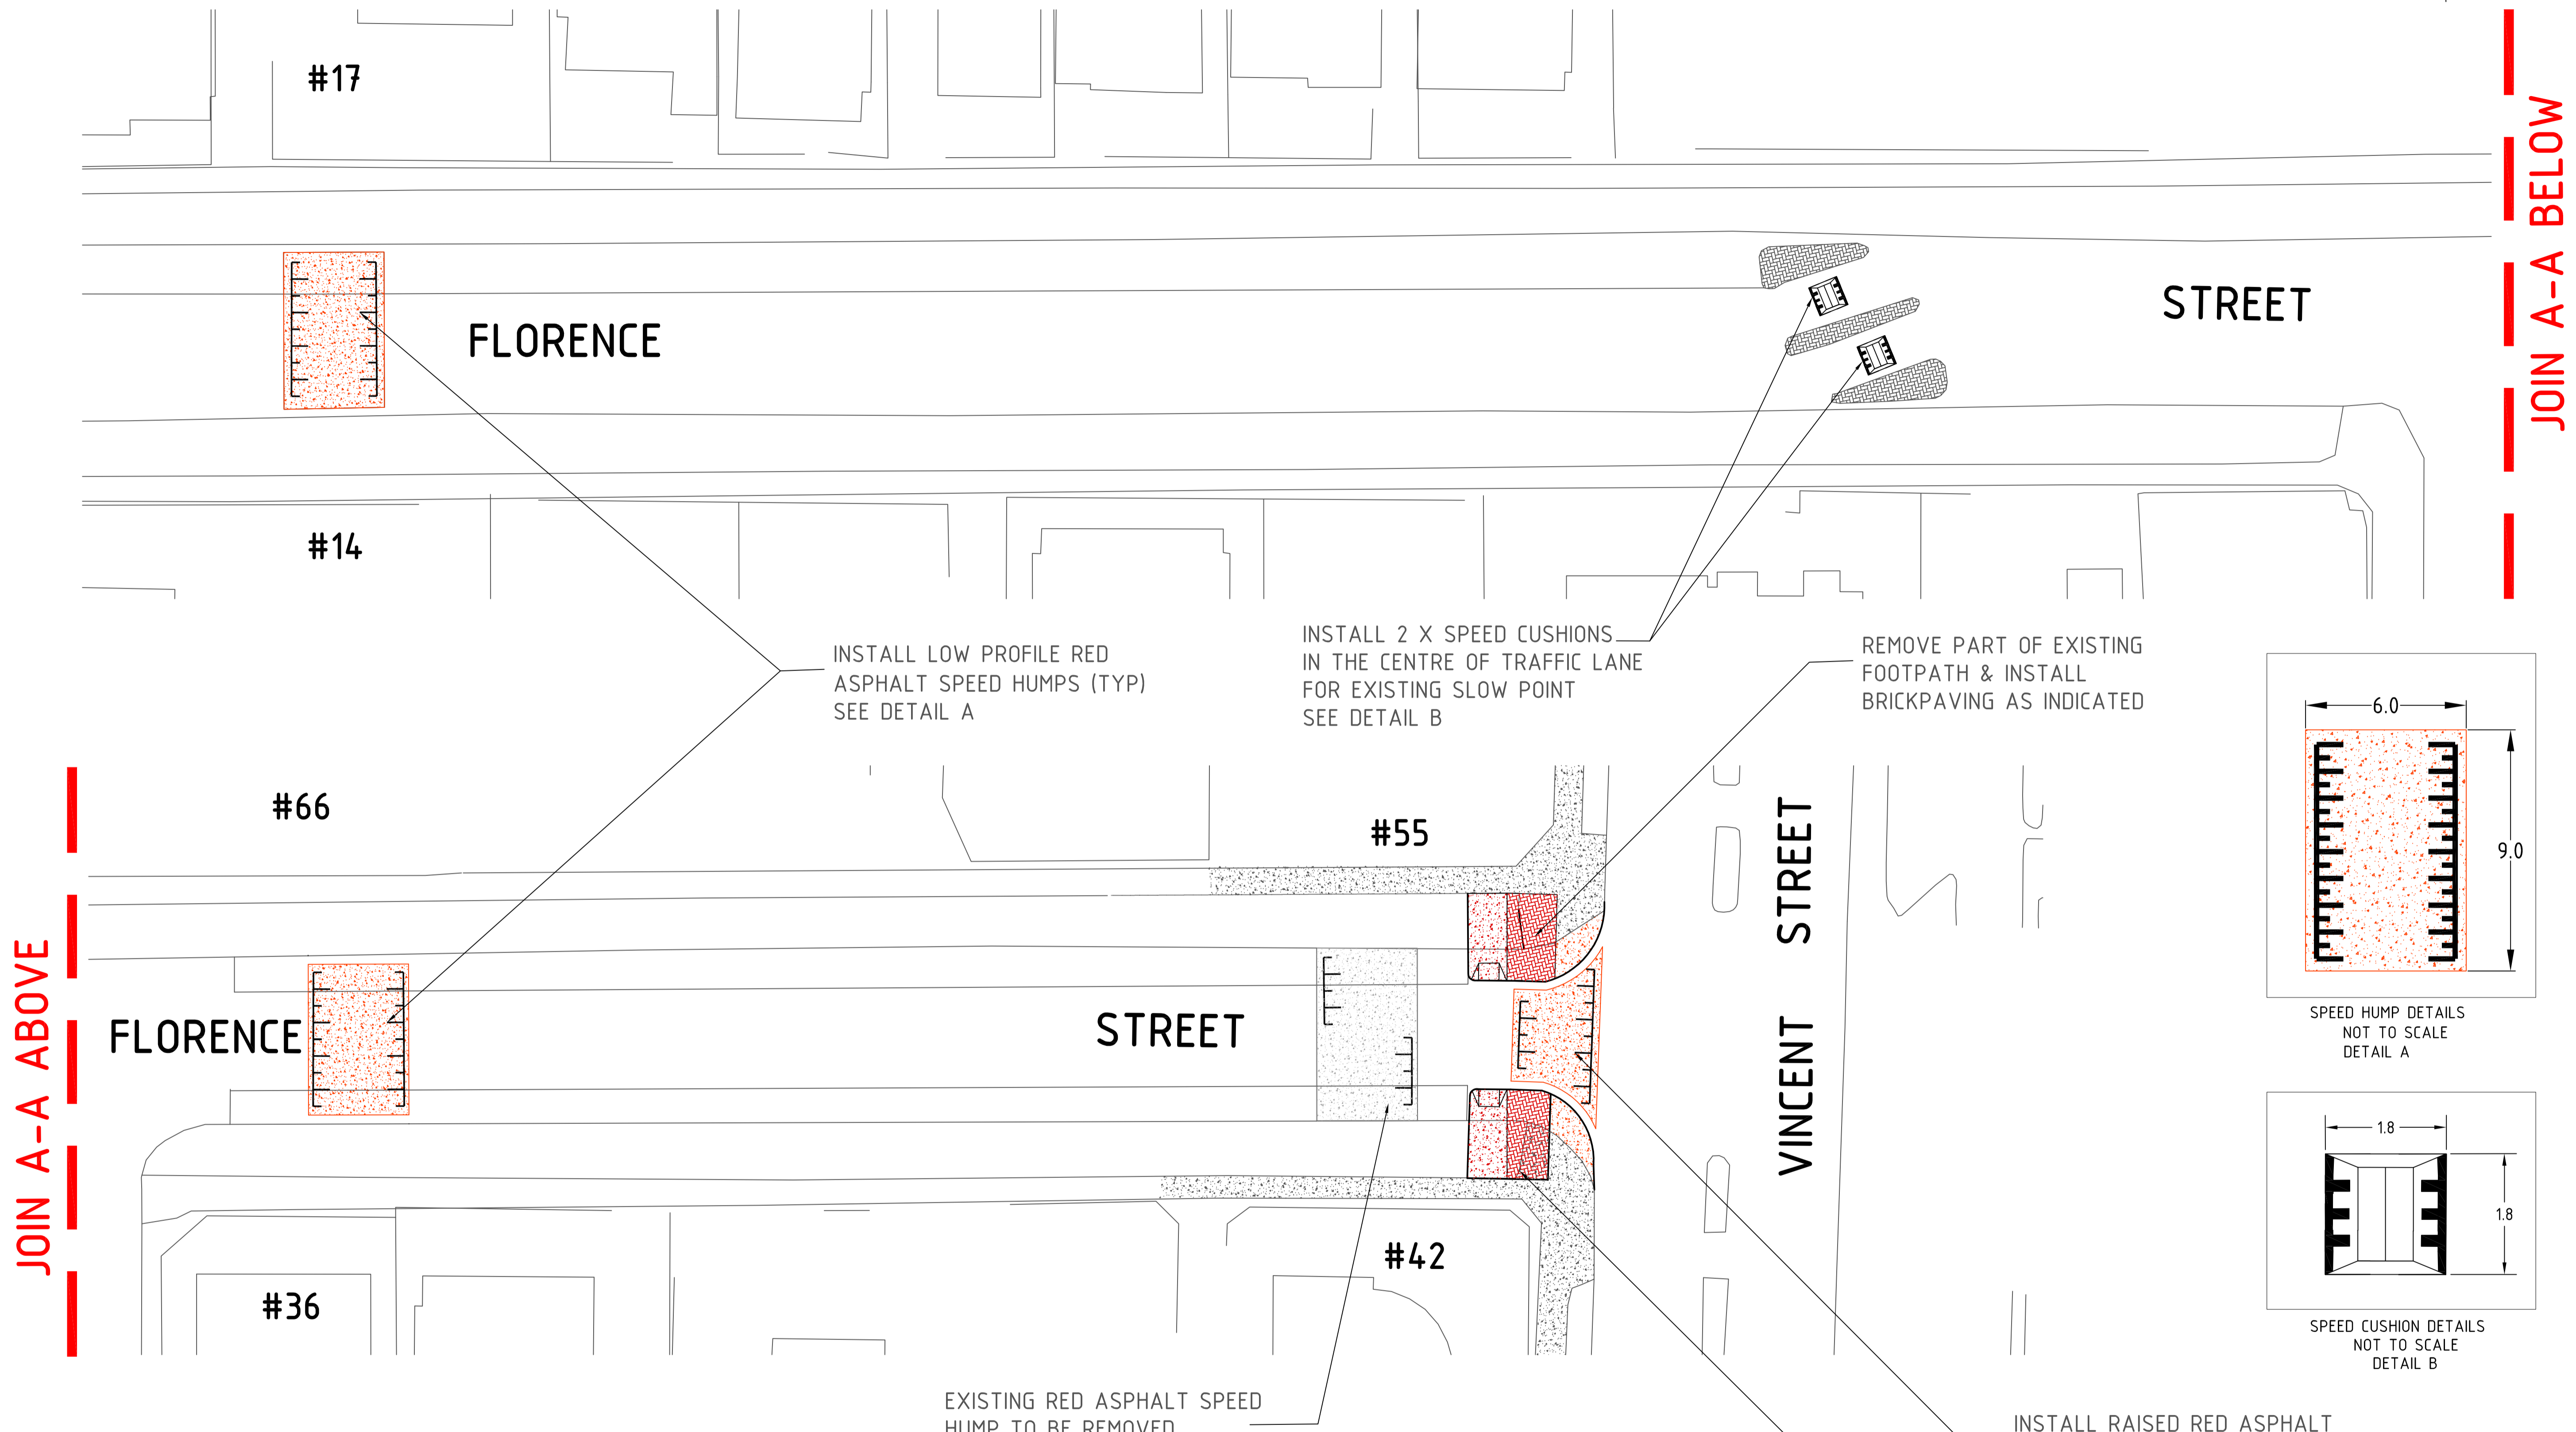 #17
JOIN A-A BELOW
FLORENCE
STREET
#14
INSTALL LOW PROFILE RED
ASPHALT SPEED HUMPS (TYP)
SEE DETAIL A
INSTALL 2 X SPEED CUSHIONS
IN THE CENTRE OF TRAFFIC LANE
FOR EXISTING SLOW POINT
SEE DETAIL B
REMOVE PART OF EXISTING
FOOTPATH & INSTALL
BRICKPAVING AS INDICATED
6.0
9.0
SPEED HUMP DETAILS
NOT TO SCALE
DETAIL A
#66
#55
JOIN A-A ABOVE
FLORENCE
STREET
VINCENT STREET
#36
#42
1.8
1.8
SPEED CUSHION DETAILS
NOT TO SCALE
DETAIL B
EXISTING RED ASPHALT SPEED
HUMP TO BE REMOVED
INSTALL RAISED RED ASPHALT